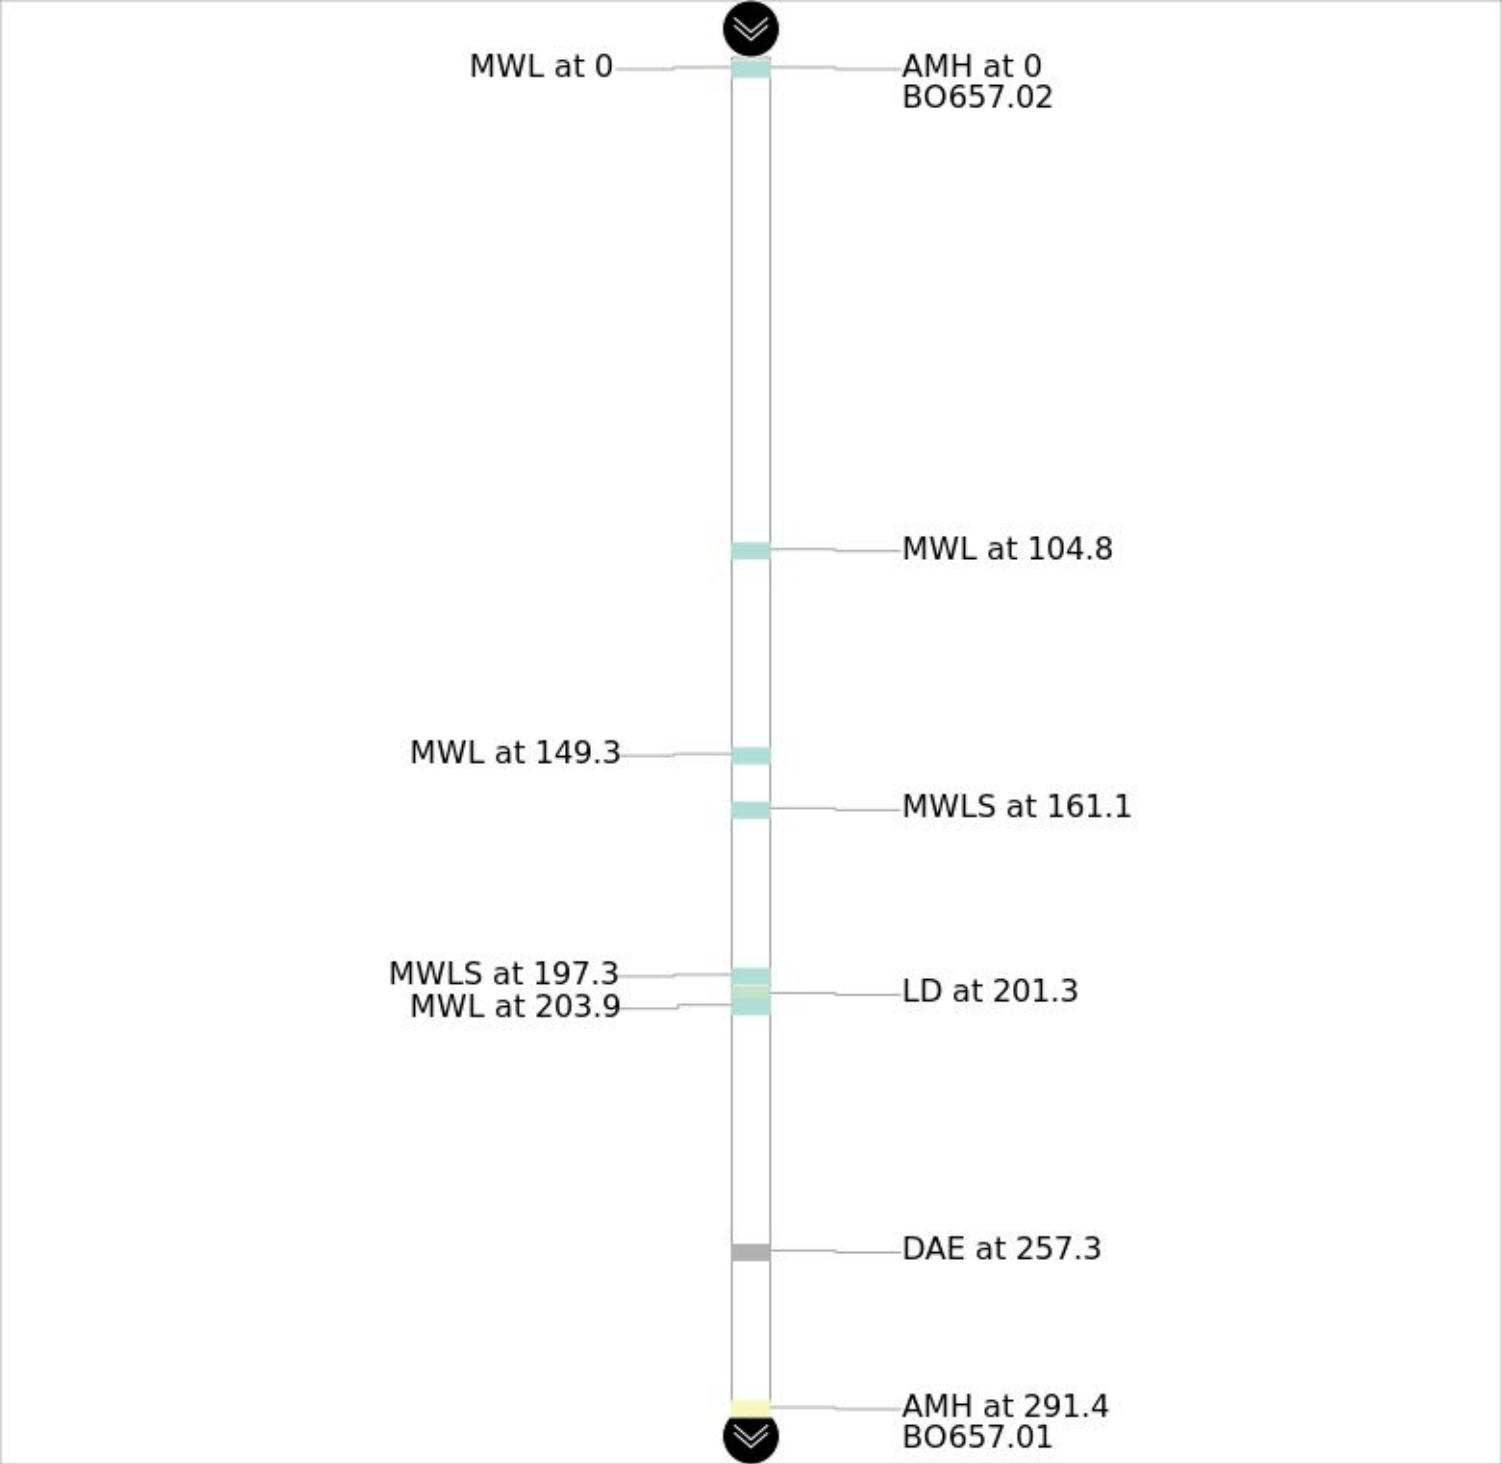 MWL at 0
AMH at 0
BO657.02
MWL at 104.8
MWL at 149.3
MWLS at 161.1
MWLS at 197.3
LD at 201.3
MWL at 203.9
DAE at 257.3
AMH at 291.4
BO657.01